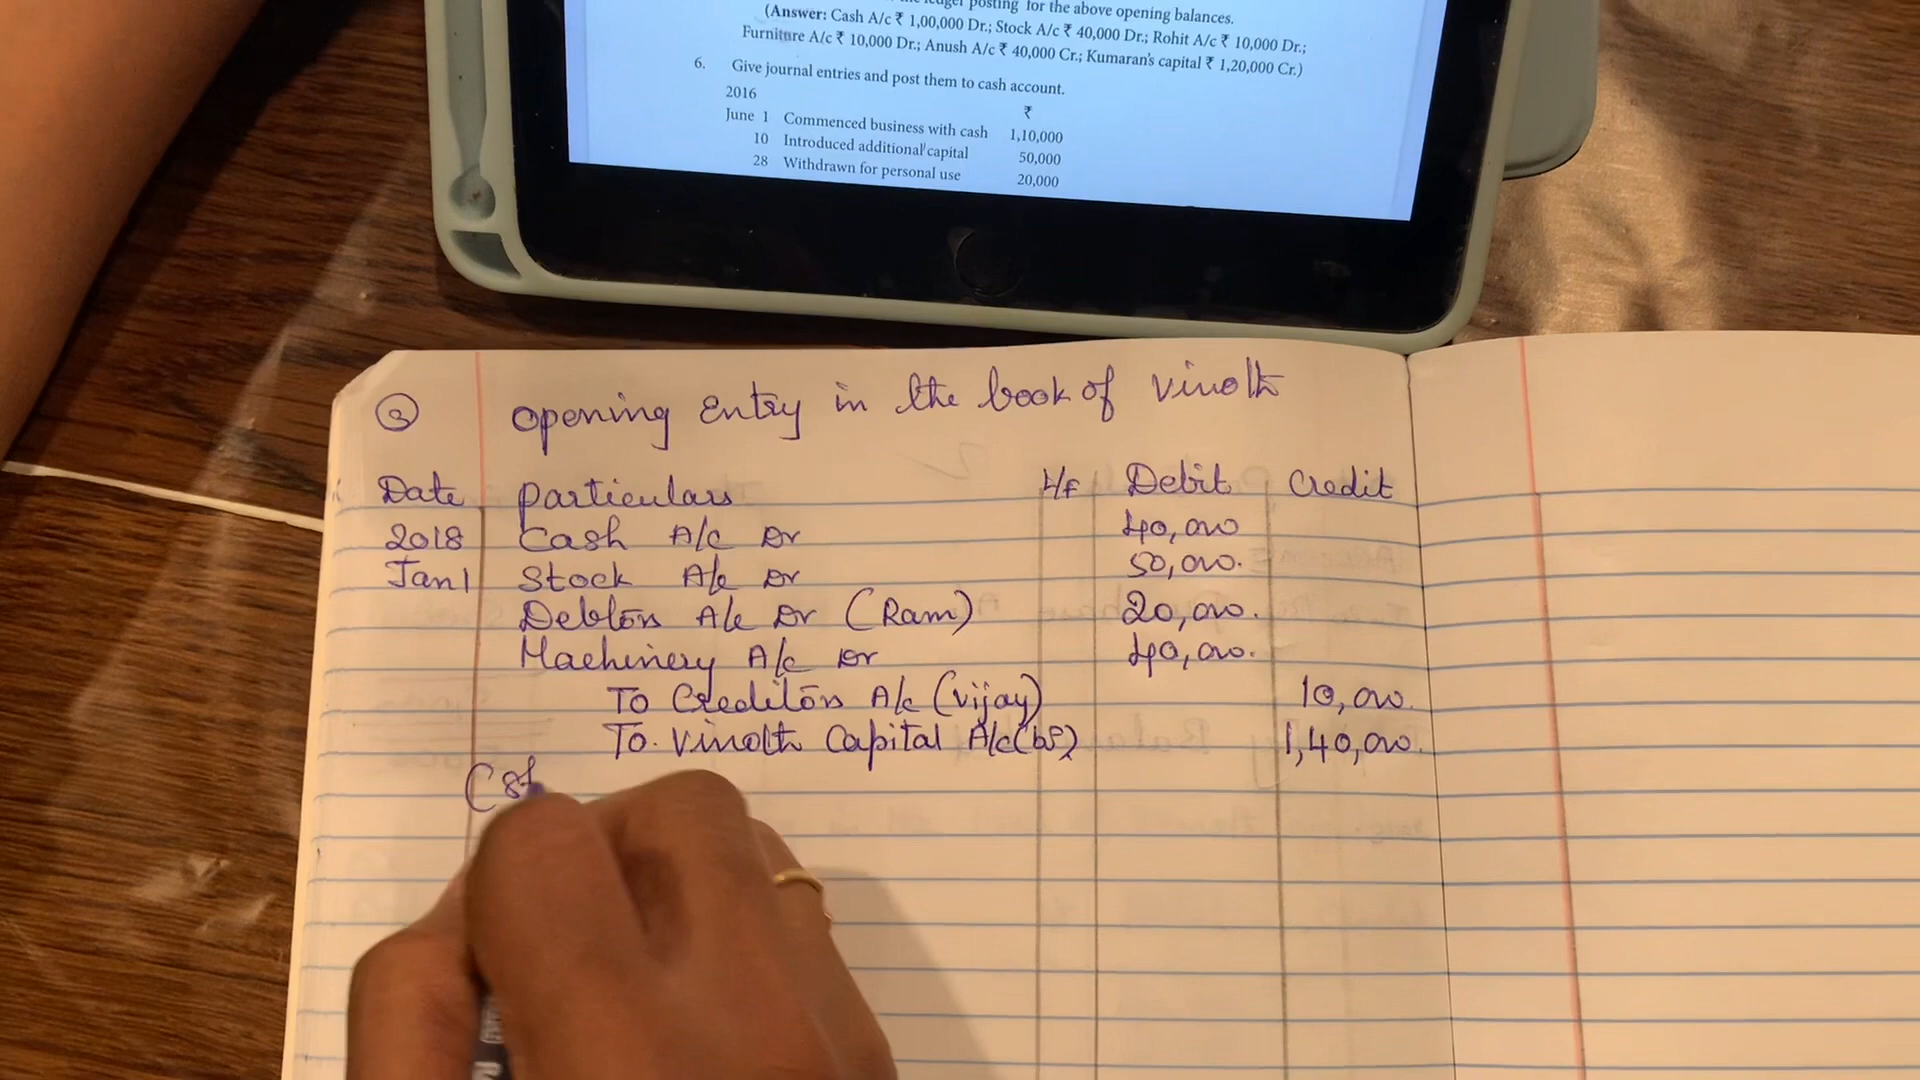 ledger posting for the above opening balances.
(Answer: Cash A/c ₹ 1,00,000 Dr.; Stock A/c ₹ 40,000 Dr.; Rohit A/c ₹ 10,000 Dr.;
Furniture A/c ₹ 10,000 Dr.; Anush A/c ₹ 40,000 Cr.; Kumaran's capital ₹ 1,20,000 Cr.)
6. Give journal entries and post them to cash account.
2016 ₹
June 1 Commenced business with cash 1,10,000
10 Introduced additional capital 50,000
28 Withdrawn for personal use 20,000
Opening Entry in the book of Vinoth
Date Particulars L/F Debit Credit
2018 Cash A/c Dr 40,000
Jan 1 Stock A/c Dr 50,000.
Debtors A/c Dr (Ram) 20,000.
Machinery A/c Dr 40,000.
To Creditors A/c (Vijay) 10,000.
To. Vinoth Capital A/c (bf) 1,40,000.